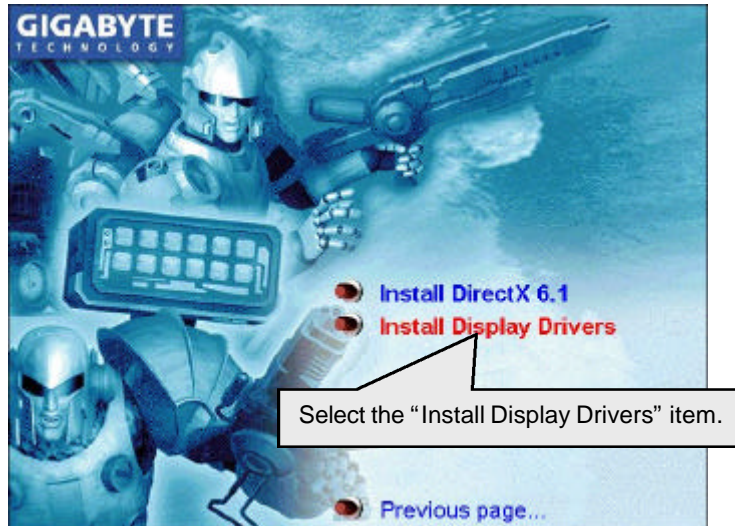 GIGABYTE
TECHNOLOGY
Install DirectX 6.1
Install Display Drivers
Select the “Install Display Drivers” item.
Previous page...